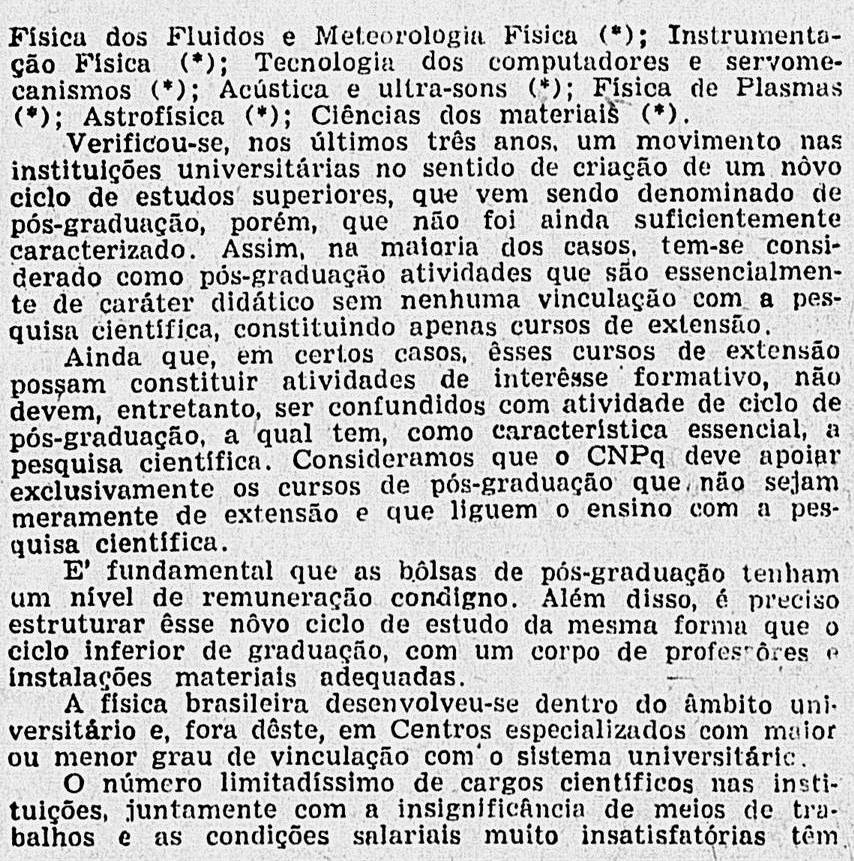 Física dos Fluidos e Meteorologia Física (*); Instrumenta-
ção Física (*); Tecnologia dos computadores e servome-
canismos (*); Acústica e ultra-sons (*); Física de Plasmas
(*); Astrofísica (*); Ciências dos materiais (*).
Verificou-se, nos últimos três anos, um movimento nas
instituições universitárias no sentido de criação de um nôvo
ciclo de estudos superiores, que vem sendo denominado de
pós-graduação, porém, que não foi ainda suficientemente
caracterizado. Assim, na maioria dos casos, tem-se consi-
derado como pós-graduação atividades que são essencialmen-
te de caráter didático sem nenhuma vinculação com a pes-
quisa científica, constituindo apenas cursos de extensão.
Ainda que, em certos casos, êsses cursos de extensão
possam constituir atividades de interêsse formativo, não
devem, entretanto, ser confundidos com atividade de ciclo de
pós-graduação, a qual tem, como característica essencial, a
pesquisa científica. Consideramos que o CNPq deve apoiar
exclusivamente os cursos de pós-graduação que não sejam
meramente de extensão e que liguem o ensino com a pes-
quisa científica.
E' fundamental que as bôlsas de pós-graduação tenham
um nível de remuneração condigno. Além disso, é preciso
estruturar êsse nôvo ciclo de estudo da mesma forma que o
ciclo inferior de graduação, com um corpo de professôres e
instalações materiais adequadas.
A física brasileira desenvolveu-se dentro do âmbito uni-
versitário e, fora dêste, em Centros especializados com maior
ou menor grau de vinculação com o sistema universitário.
O número limitadíssimo de cargos científicos nas insti-
tuições, juntamente com a insignificância de meios de tra-
balhos e as condições salariais muito insatisfatórias têm